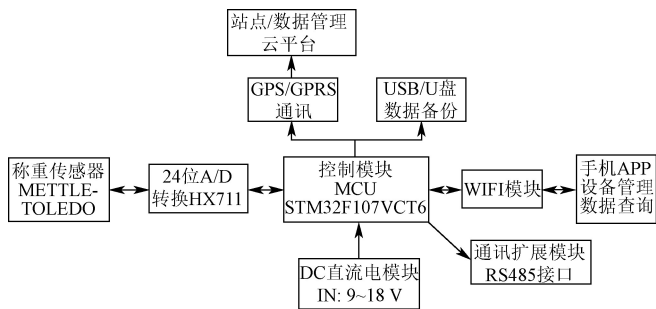 站点/数据管理
云平台
GPS/GPRS
通讯
USB/U盘
数据备份
称重传感器
METTLE-
TOLEDO
24位A/D
转换HX711
控制模块
MCU
STM32F107VCT6
WIFI模块
手机APP
设备管理
数据查询
DC直流电模块
IN: 9~18 V
通讯扩展模块
RS485接口